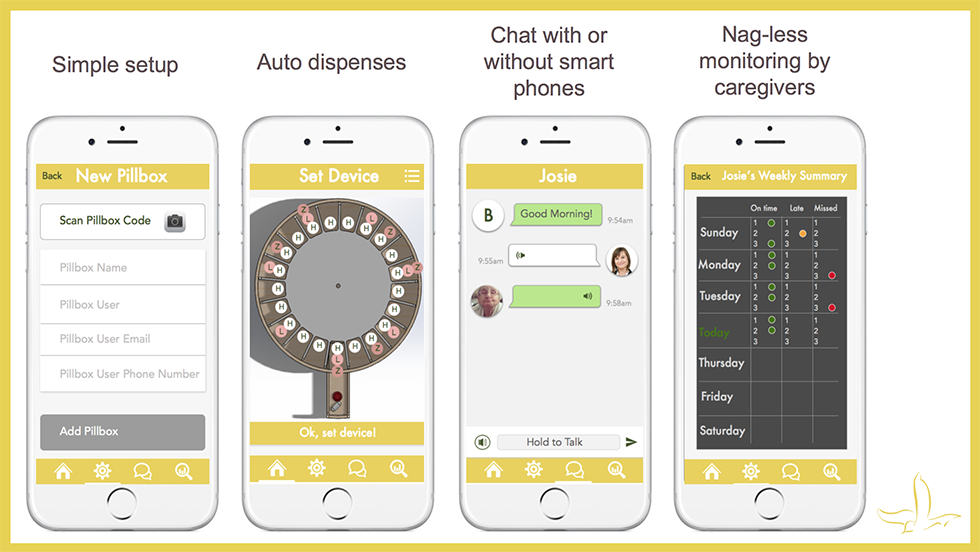 Simple setup
Auto dispenses
Chat with or
without smart
phones
Nag-less
monitoring by
caregivers
Back New Pillbox
Scan Pillbox Code
Pillbox Name
Pillbox User
Pillbox User Email
Pillbox User Phone Number
Add Pillbox
Set Device
Z
L
H
Ok, set device!
Josie
B
Good Morning!
9:54am
9:55am
9:58am
Hold to Talk
Back Josie's Weekly Summary
On time Late Missed
Sunday
1 1 1
2 2 2
3 3 3
Monday
1 1 1
2 2 2
3 3 3
Tuesday
1 1 1
2 2 2
3 3 3
Today
1 1 1
2 2 2
3 3 3
Thursday
Friday
Saturday